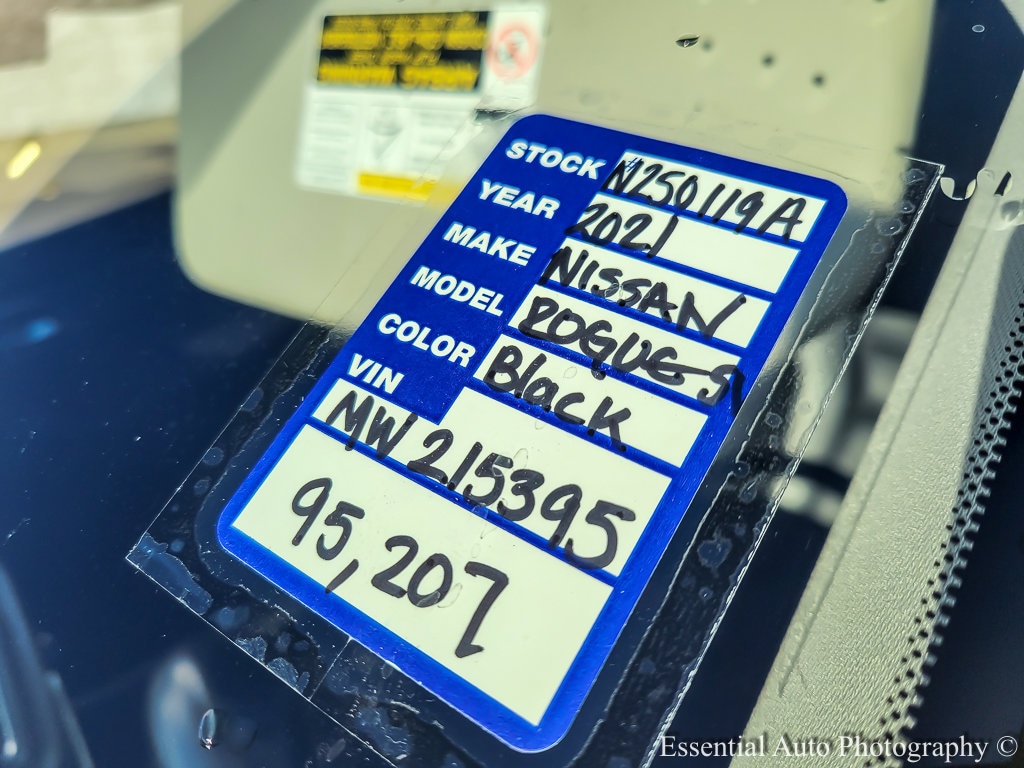 STOCK #N250119A
YEAR 2021
MAKE NISSAN
MODEL ROGUE S
COLOR Black
VIN
MW215395
95,207
Essential Auto Photography ©